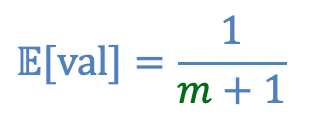 𝔼[val] = 1 / (m + 1)